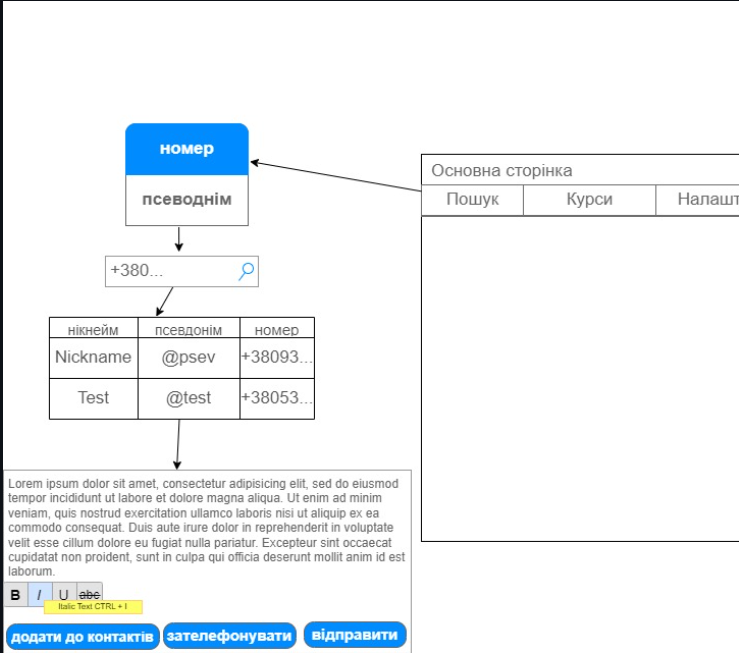 номер
псеводнім
Основна сторінка
Пошук Курси Налашт
+380...
нікнейм псевдонім номер
Nickname @psev +38093...
Test @test +38053...
Lorem ipsum dolor sit amet, consectetur adipisicing elit, sed do eiusmod
tempor incididunt ut labore et dolore magna aliqua. Ut enim ad minim
veniam, quis nostrud exercitation ullamco laboris nisi ut aliquip ex ea
commodo consequat. Duis aute irure dolor in reprehenderit in voluptate
velit esse cillum dolore eu fugiat nulla pariatur. Excepteur sint occaecat
cupidatat non proident, sunt in culpa qui officia deserunt mollit anim id est
laborum.
B I U abc
Italic Text CTRL + I
додати до контактів зателефонувати відправити